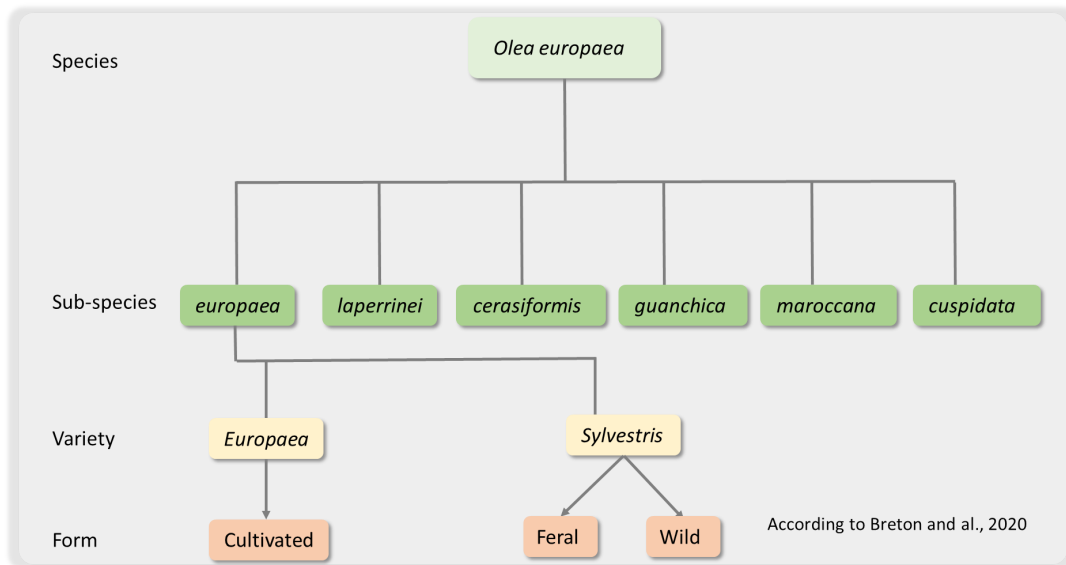 Species
Olea europaea
Sub-species
europaea
laperrinei
cerasiformis
guanchica
maroccana
cuspidata
Variety
Europaea
Sylvestris
Form
Cultivated
Feral
Wild
According to Breton and al., 2020